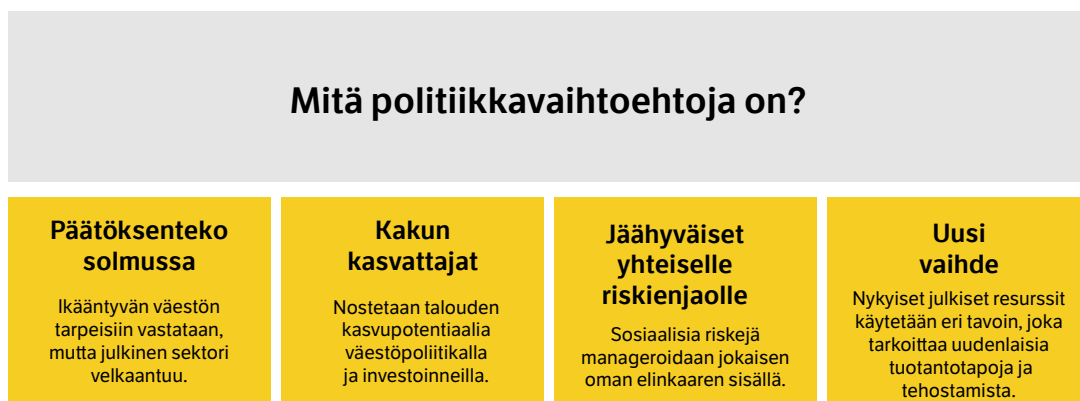 Mitä politiikkavaihtoehtoja on?
Päätöksenteko
solmussa
Ikääntyvän väestön
tarpeisiin vastataan,
mutta julkinen sektori
velkaantuu.
Kakun
kasvattajat
Nostetaan talouden
kasvupotentiaalia
väestöpoliitikalla
ja investoinneilla.
Jäähyväiset
yhteiselle
riskienjaolle
Sosiaalisia riskejä
manageroidaan jokaisen
oman elinkaaren sisällä.
Uusi
vaihde
Nykyiset julkiset resurssit
käytetään eri tavoin, joka
tarkoittaa uudenlaisia
tuotantotapoja ja
tehostamista.